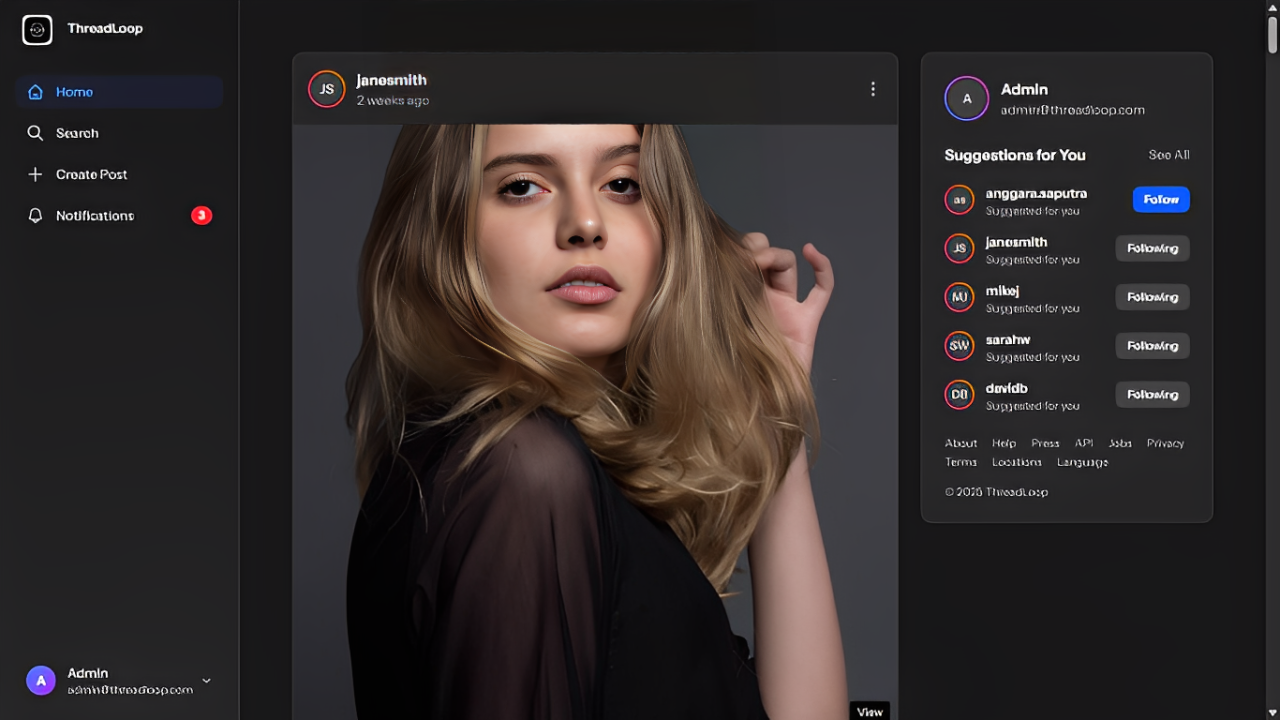 ThreadLoop
Home
Search
Create Post
Notifications
3
Admin
admin@threadloop.com
A
JS
janesmith
2 weeks ago
View
A
Admin
admin@threadloop.com
Suggestions for You
See All
as
anggara.saputra
Suggested for you
Follow
JS
janesmith
Suggested for you
Following
MJ
mikej
Suggested for you
Following
SW
sarahw
Suggested for you
Following
DB
davidb
Suggested for you
Following
About Help Press API Jobs Privacy
Terms Locations Language
© 2025 ThreadLoop